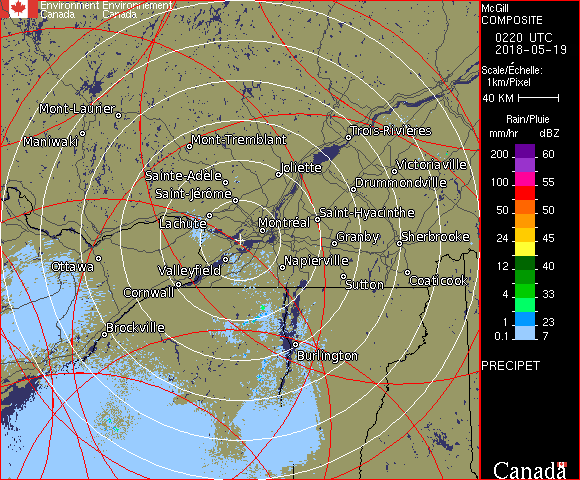 Environment Environnement
Canada Canada
McGill
COMPOSITE
0220 UTC
2018-05-19
Scale/Échelle:
1km/Pixel
40 KM
Rain/Pluie
mm/hr dBZ
200 60
55
100 55
50 50
24 45
12 40
4 33
1 23
0.1 7
PRECIPET
Canada
Mont-Laurier
Maniwaki
Mont-Tremblant
Trois-Rivières
Joliette
Victoriaville
Sainte-Adèle
Drummondville
Saint-Jérôme
Saint-Hyacinthe
Lachute
Montréal
Granby
Sherbrooke
Ottawa
Valleyfield
Napierville
Cornwall
Sutton
Coaticook
Brockville
Burlington